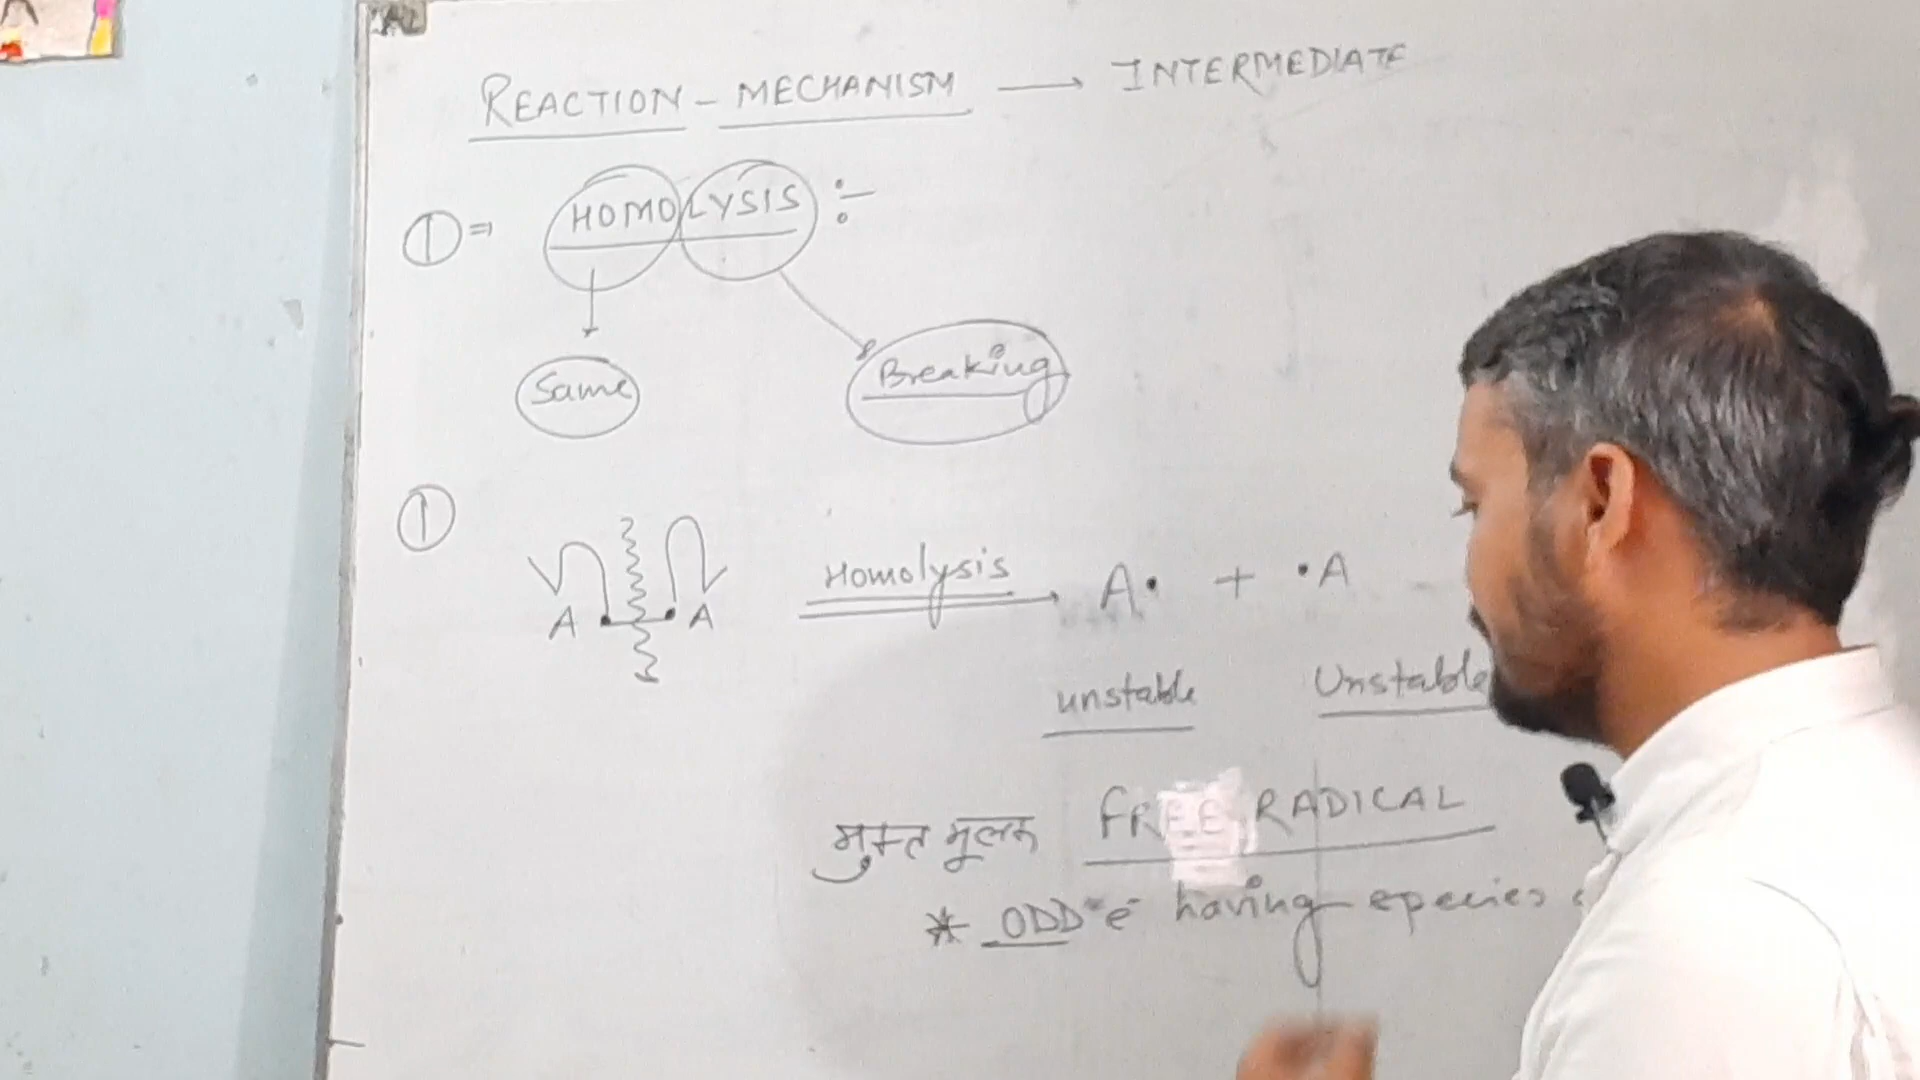 REACTION - MECHANISM → INTERMEDIATE
① ⇒ HOMOLYSIS :-
Same Breaking
① A • — • A Homolysis → A• + •A
unstable Unstable
मुक्त मूलक FREE RADICAL
* ODD e⁻ having species